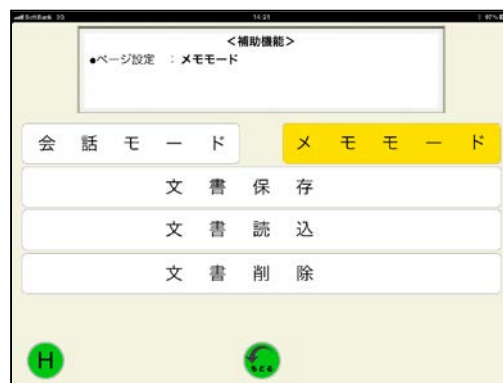 SoftBank 3G 14:21
<補助機能>
●ページ設定 : メモモード
会話モード メモモード
文書保存
文書読込
文書削除
H もどる